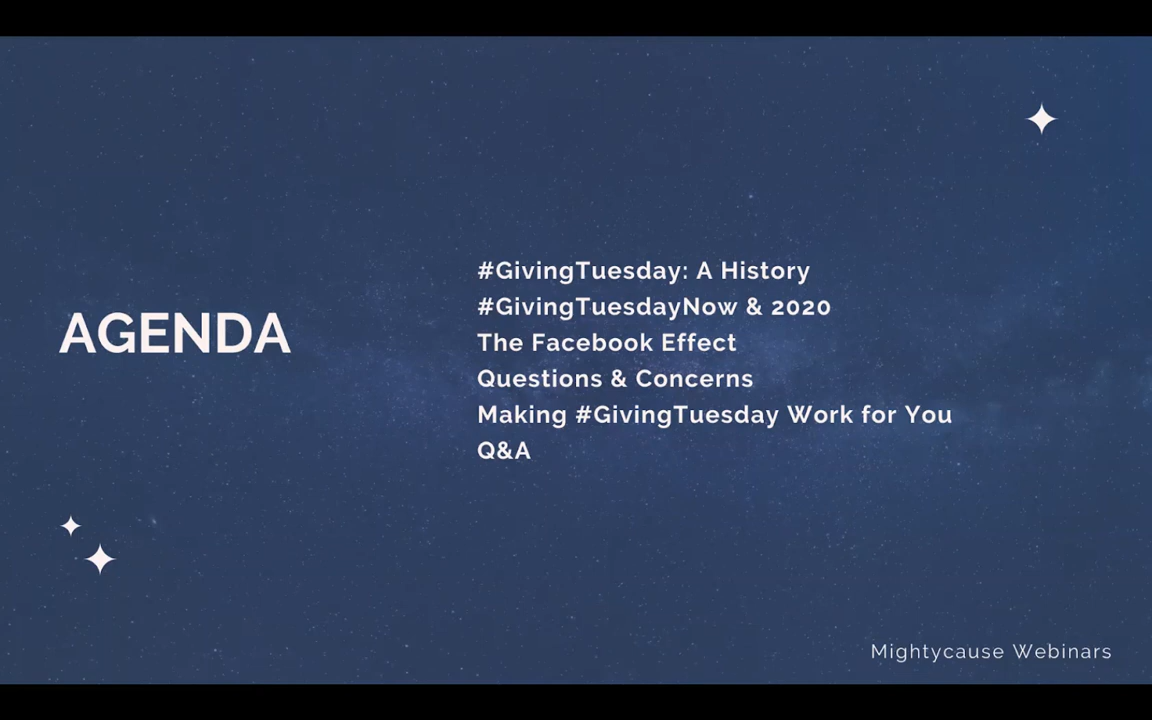 AGENDA
#GivingTuesday: A History
#GivingTuesdayNow & 2020
The Facebook Effect
Questions & Concerns
Making #GivingTuesday Work for You
Q&A
Mightycause Webinars